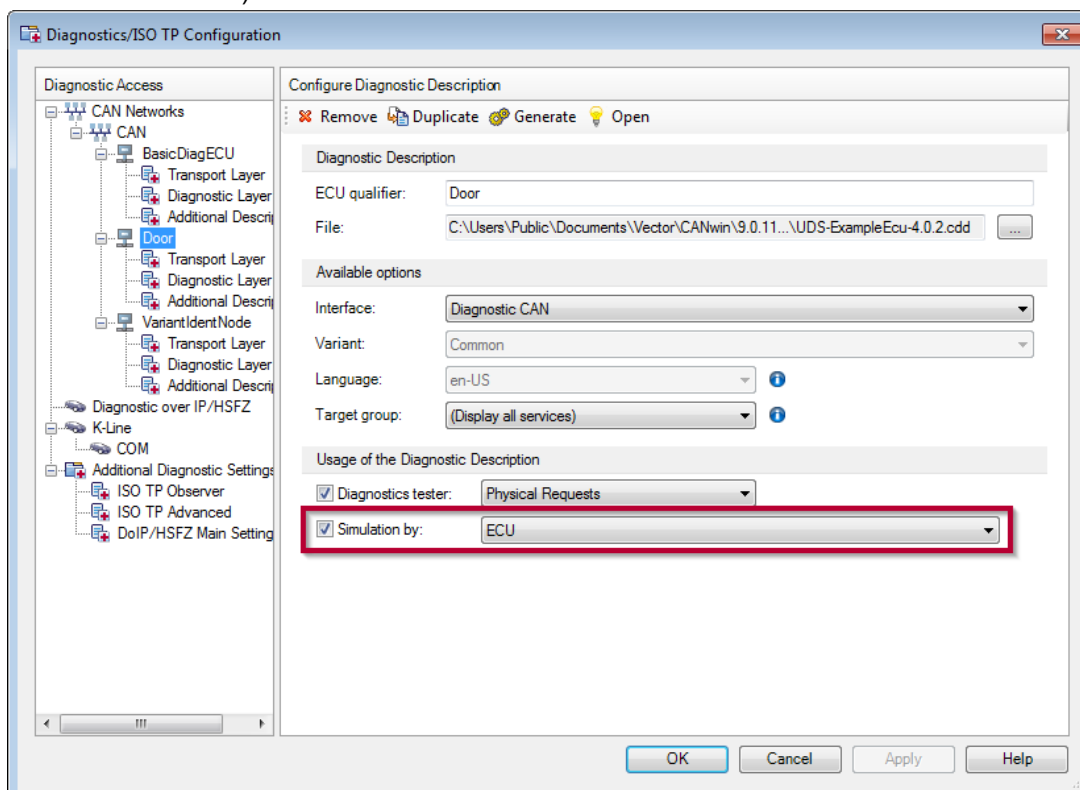 Diagnostics/ISO TP Configuration
Diagnostic Access
CAN Networks
CAN
BasicDiagECU
Transport Layer
Diagnostic Layer
Additional Descrip
Door
Transport Layer
Diagnostic Layer
Additional Descrip
VariantIdentNode
Transport Layer
Diagnostic Layer
Additional Descrip
Diagnostic over IP/HSFZ
K-Line
COM
Additional Diagnostic Settings
ISO TP Observer
ISO TP Advanced
DoIP/HSFZ Main Setting
Configure Diagnostic Description
Remove Duplicate Generate Open
Diagnostic Description
ECU qualifier: Door
File: C:\Users\Public\Documents\Vector\CANwin\9.0.11...\UDS-ExampleEcu-4.0.2.cdd ...
Available options
Interface: Diagnostic CAN
Variant: Common
Language: en-US
Target group: (Display all services)
Usage of the Diagnostic Description
Diagnostics tester: Physical Requests
Simulation by: ECU
OK Cancel Apply Help